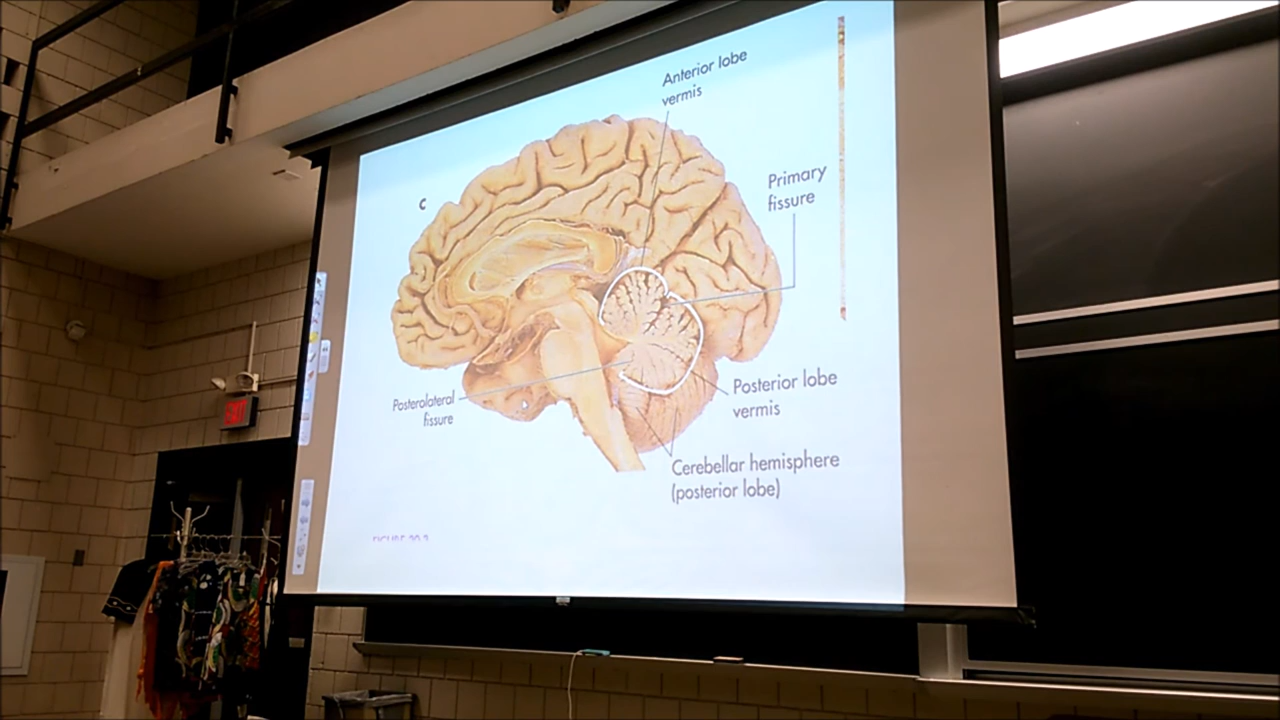 Anterior lobe
vermis
Primary
fissure
C
Posterolateral
fissure
Posterior lobe
vermis
Cerebellar hemisphere
(posterior lobe)
EXIT